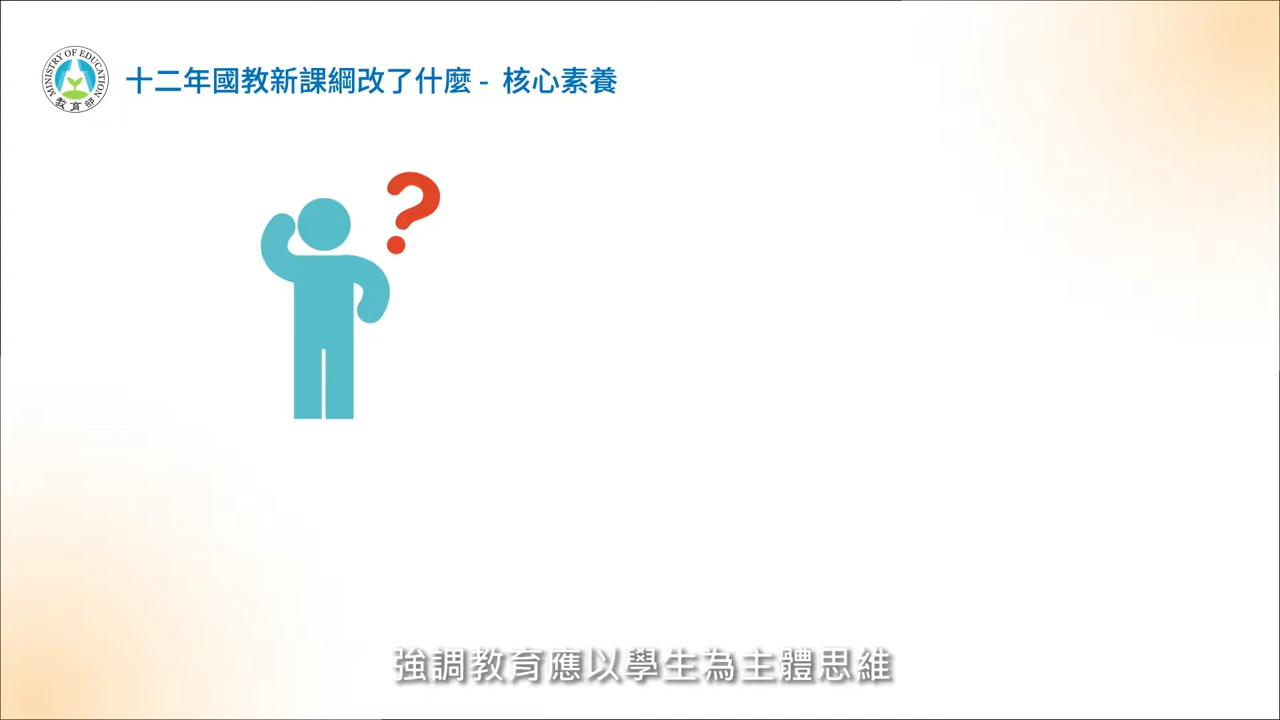 MINISTRY OF EDUCATION
教育部
十二年國教新課綱改了什麼 - 核心素養
?
強調教育應以學生為主體思維